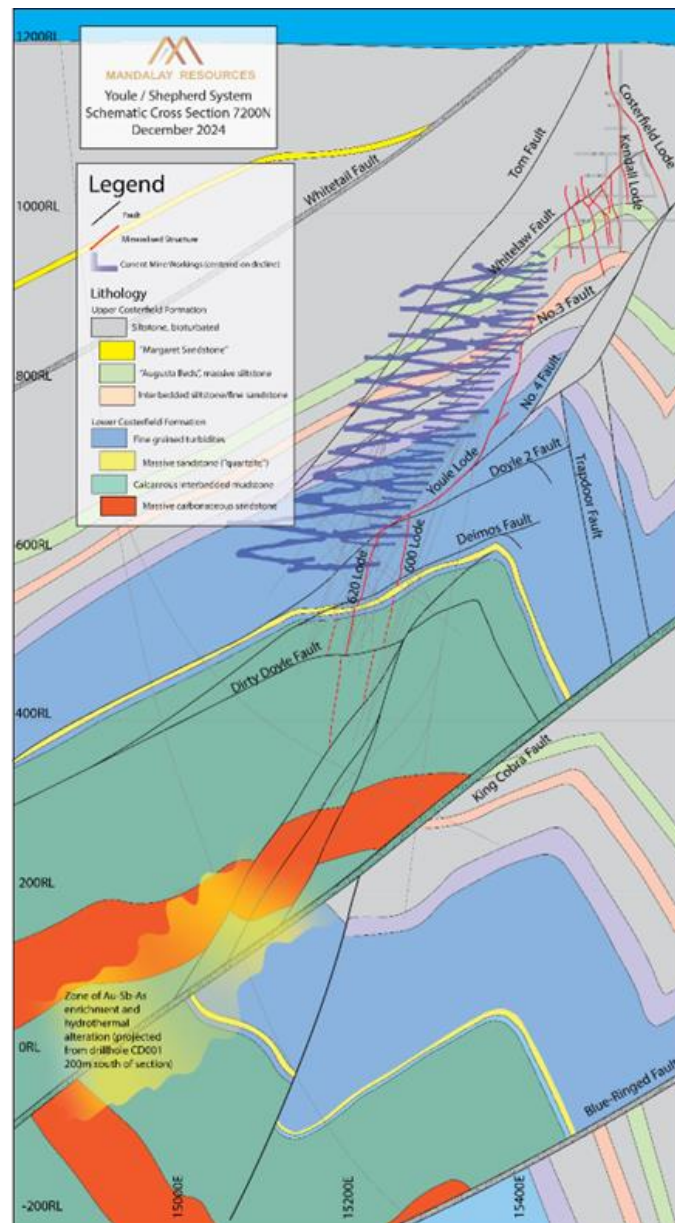 1200RL
MANDALAY RESOURCES
Youle / Shepherd System
Schematic Cross Section 7200N
December 2024
Legend
Fault
Mineralised Structure
Current Mine Workings (centered on decline)
Lithology
Upper Costerfield Formation
Siltstone, bioturbated
"Margaret Sandstone"
"Augusta Beds", massive siltstone
Interbedded siltstone/fine sandstone
Lower Costerfield Formation
Fine grained turbidites
Massive sandstone ("quartzite")
Calcareous interbedded mudstone
Massive carbonaceous sandstone
Whitetail Fault
Tom Fault
Costerfield Lode
Kendall Lode
1000RL
Whitelaw Fault
No.3 Fault
800RL
No. 4 Fault
Youle Lode
Doyle 2 Fault
Trapdoor Fault
Deimos Fault
600RL
620 Lode
600 Lode
Dirty Doyle Fault
400RL
King Cobra Fault
200RL
Zone of Au-Sb-As
enrichment and
hydrothermal
alteration (projected
from drillhole CD001
200m south of section)
0RL
Blue-Ringed Fault
-200RL
15000E
15200E
15400E